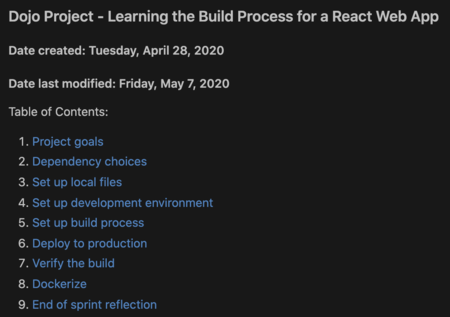 Dojo Project - Learning the Build Process for a React Web App
Date created: Tuesday, April 28, 2020
Date last modified: Friday, May 7, 2020
Table of Contents:
1. Project goals
2. Dependency choices
3. Set up local files
4. Set up development environment
5. Set up build process
6. Deploy to production
7. Verify the build
8. Dockerize
9. End of sprint reflection